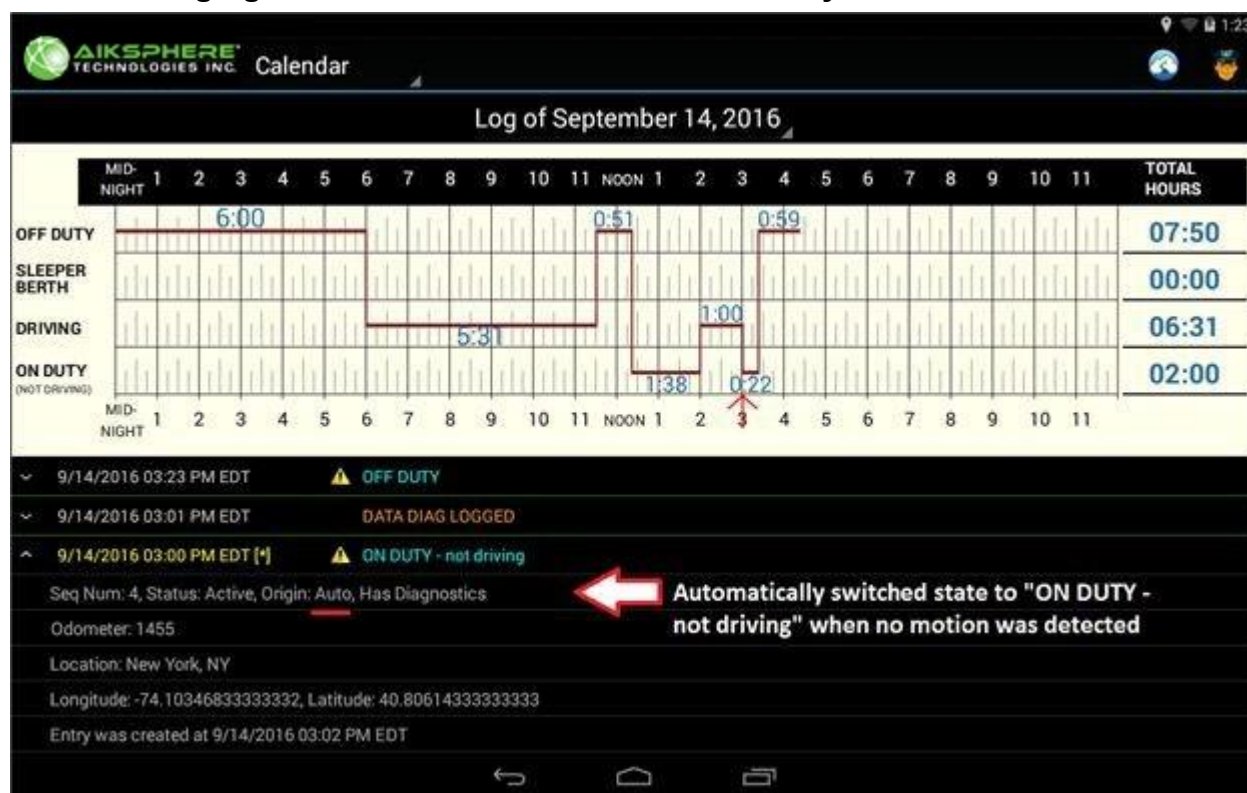 1:23
AIKSPHERE
TECHNOLOGIES INC. Calendar
Log of September 14, 2016
MID-NIGHT 1 2 3 4 5 6 7 8 9 10 11 NOON 1 2 3 4 5 6 7 8 9 10 11 TOTAL HOURS
6:00 0:51 0:59
OFF DUTY 07:50
SLEEPER BERTH 00:00
1:00
DRIVING 5:31 06:31
ON DUTY 02:00
(NOT DRIVING) 1:38 0:22
MID-NIGHT 1 2 3 4 5 6 7 8 9 10 11 NOON 1 2 3 4 5 6 7 8 9 10 11
9/14/2016 03:23 PM EDT OFF DUTY
9/14/2016 03:01 PM EDT DATA DIAG LOGGED
9/14/2016 03:00 PM EDT [*] ON DUTY - not driving
Seq Num: 4, Status: Active, Origin: Auto, Has Diagnostics
Automatically switched state to "ON DUTY -
not driving" when no motion was detected
Odometer: 1455
Location: New York, NY
Longitude: -74.10346833333332, Latitude: 40.80614333333333
Entry was created at 9/14/2016 03:02 PM EDT